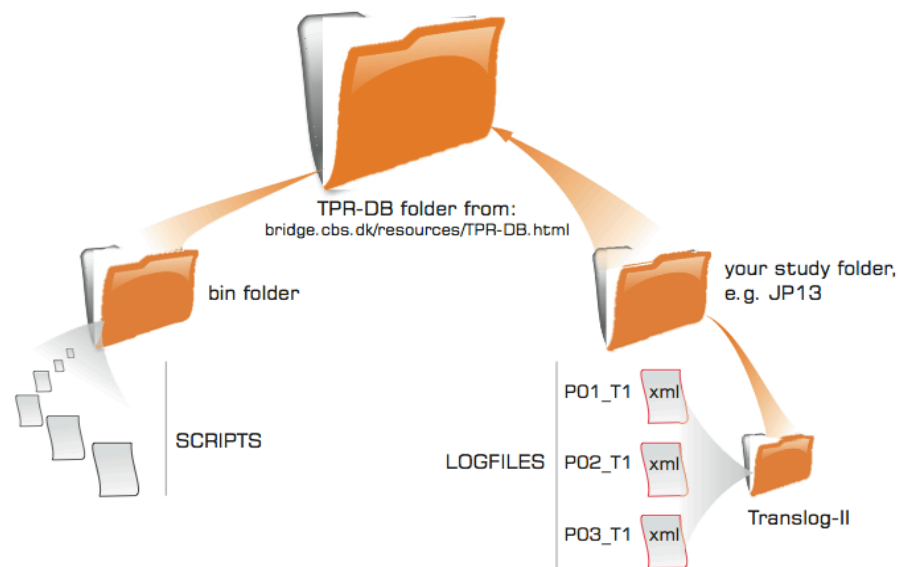 TPR-DB folder from:
bridge.cbs.dk/resources/TPR-DB.html
bin folder
your study folder,
e.g. JP13
SCRIPTS
LOGFILES
P01_T1 xml
P02_T1 xml
P03_T1 xml
Translog-II